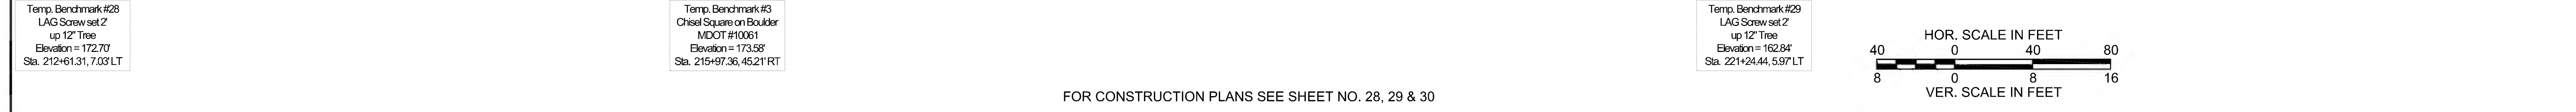 Temp. Benchmark #28
LAG Screw set 2'
up 12" Tree
Elevation = 172.70'
Sta. 212+61.31, 7.03' LT
Temp. Benchmark #3
Chisel Square on Boulder
MDOT #10061
Elevation = 173.58'
Sta. 215+97.36, 45.21' RT
Temp. Benchmark #29
LAG Screw set 2'
up 12" Tree
Elevation = 162.84'
Sta. 221+24.44, 5.97' LT
HOR. SCALE IN FEET
40 0 40 80
8 0 8 16
VER. SCALE IN FEET
FOR CONSTRUCTION PLANS SEE SHEET NO. 28, 29 & 30